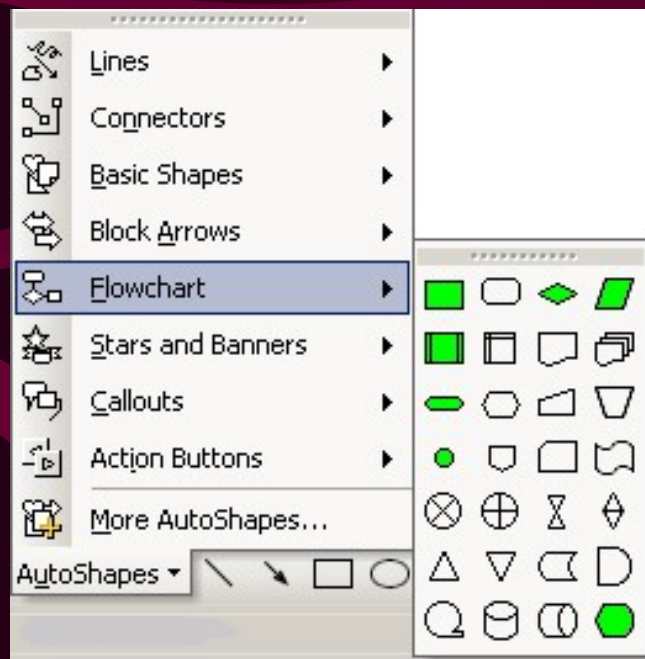 Lines
Connectors
Basic Shapes
Block Arrows
Flowchart
Stars and Banners
Callouts
Action Buttons
More AutoShapes...
AutoShapes